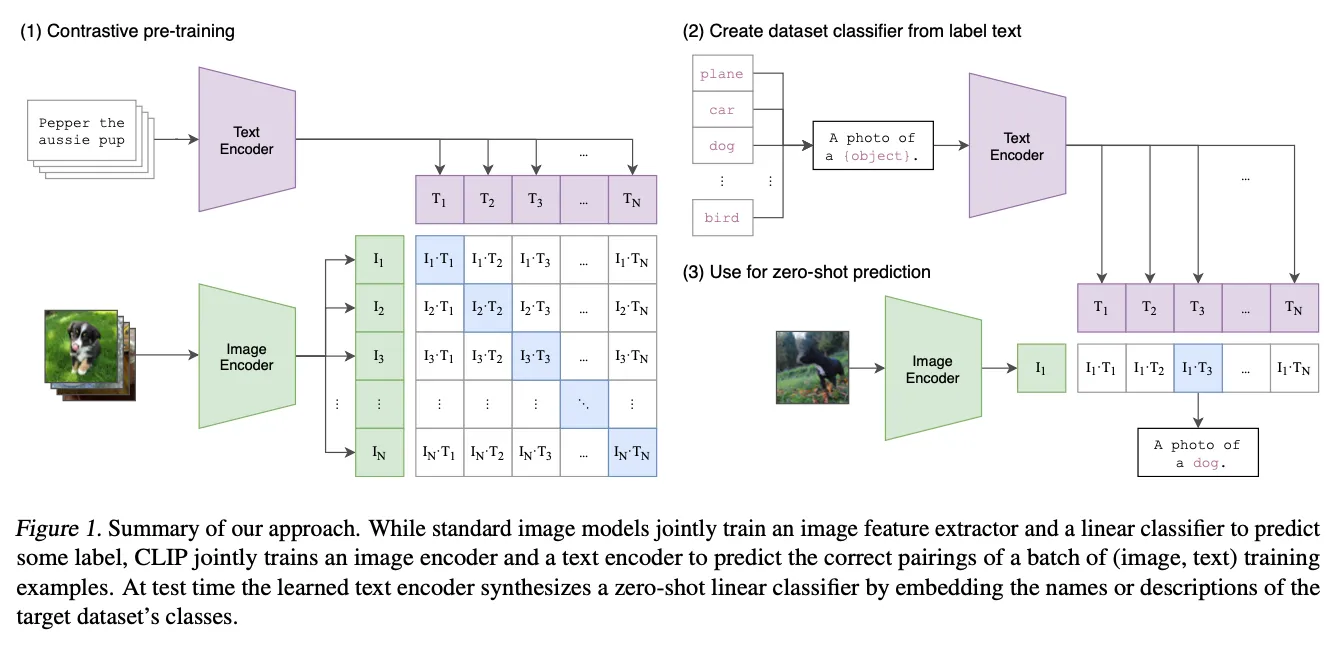 (1) Contrastive pre-training
Pepper the
aussie pup
Text
Encoder
...
T1 T2 T3 ... TN
Image
Encoder
⋮
I1 I1·T1 I1·T2 I1·T3 ... I1·TN
I2 I2·T1 I2·T2 I2·T3 ... I2·TN
I3 I3·T1 I3·T2 I3·T3 ... I3·TN
⋮ ⋮ ⋮ ⋮ ⋱ ⋮
IN IN·T1 IN·T2 IN·T3 ... IN·TN
(2) Create dataset classifier from label text
plane
car
dog
⋮ ⋮
bird
A photo of
a {object}.
Text
Encoder
...
(3) Use for zero-shot prediction
T1 T2 T3 ... TN
Image
Encoder
I1 I1·T1 I1·T2 I1·T3 ... I1·TN
A photo of
a dog.
Figure 1. Summary of our approach. While standard image models jointly train an image feature extractor and a linear classifier to predict
some label, CLIP jointly trains an image encoder and a text encoder to predict the correct pairings of a batch of (image, text) training
examples. At test time the learned text encoder synthesizes a zero-shot linear classifier by embedding the names or descriptions of the
target dataset’s classes.